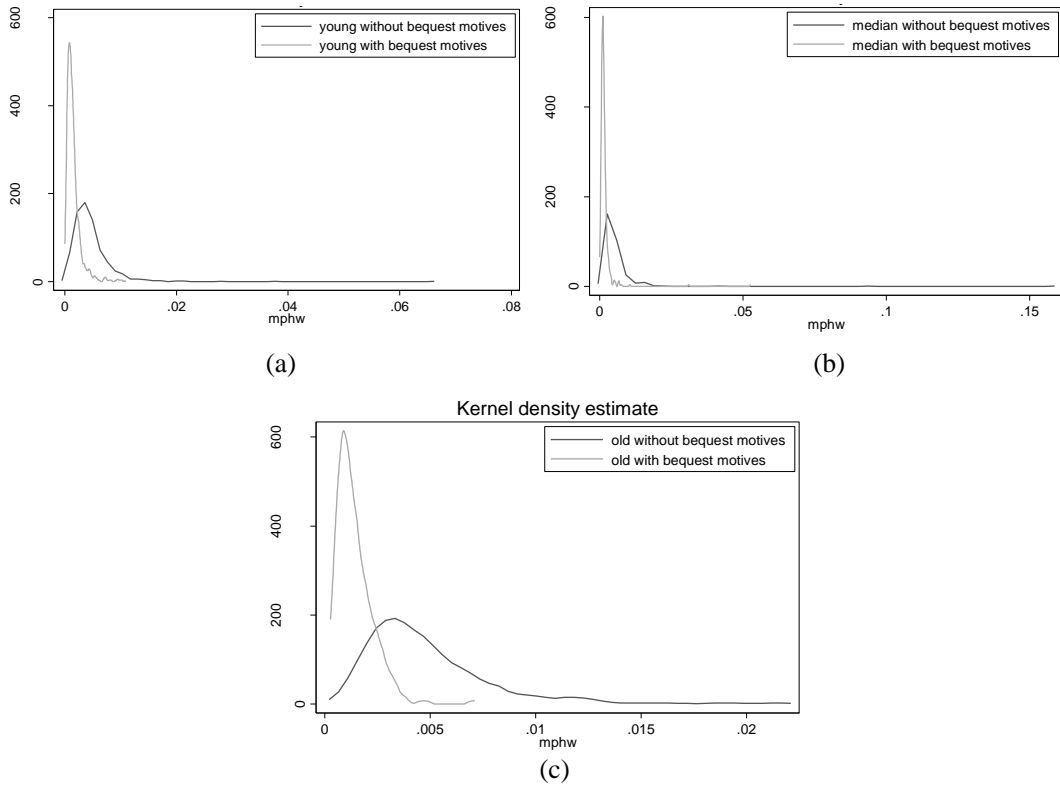 young without bequest motives
young with bequest motives
600
400
200
0
0
.02
.04
.06
.08
mphw
(a)
median without bequest motives
median with bequest motives
600
400
200
0
0
.05
.1
.15
mphw
(b)
Kernel density estimate
old without bequest motives
old with bequest motives
600
400
200
0
0
.005
.01
.015
.02
mphw
(c)